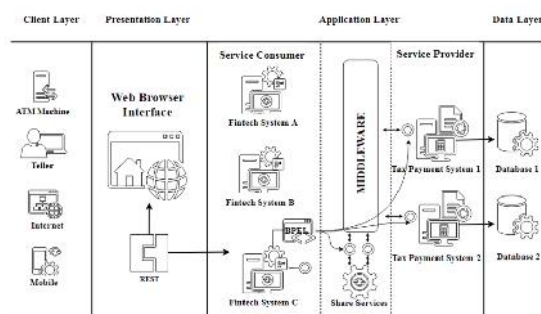 Client Layer
Presentation Layer
Application Layer
Data Layer
Service Consumer
Service Provider
Web Browser
Interface
ATM Machine
Teller
Internet
Mobile
REST
Fintech System A
Fintech System B
BPEL
Fintech System C
MIDDLEWARE
Share Services
Tax Payment System 1
Tax Payment System 2
Database 1
Database 2